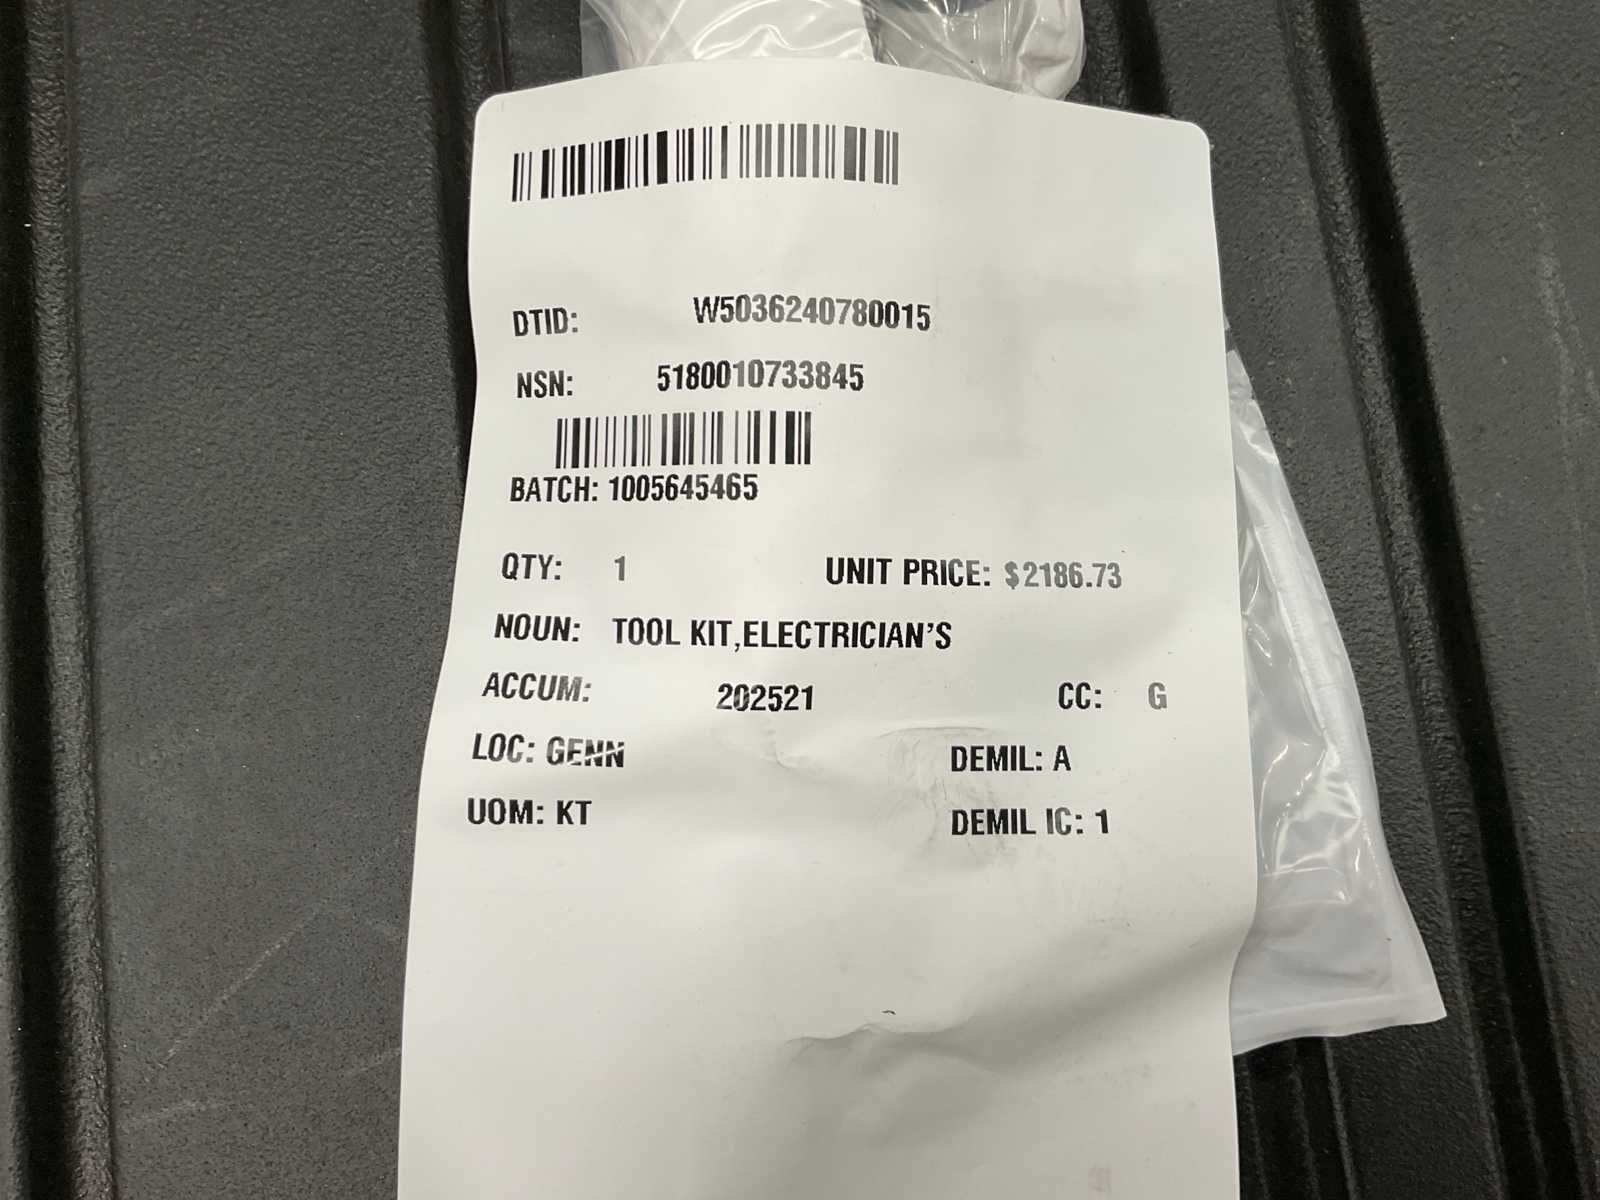 DTID: W5036240780015
NSN: 5180010733845
BATCH: 1005645465
QTY: 1 UNIT PRICE: $2186.73
NOUN: TOOL KIT,ELECTRICIAN'S
ACCUM: 202521 CC: G
LOC: GENN DEMIL: A
UOM: KT DEMIL IC: 1